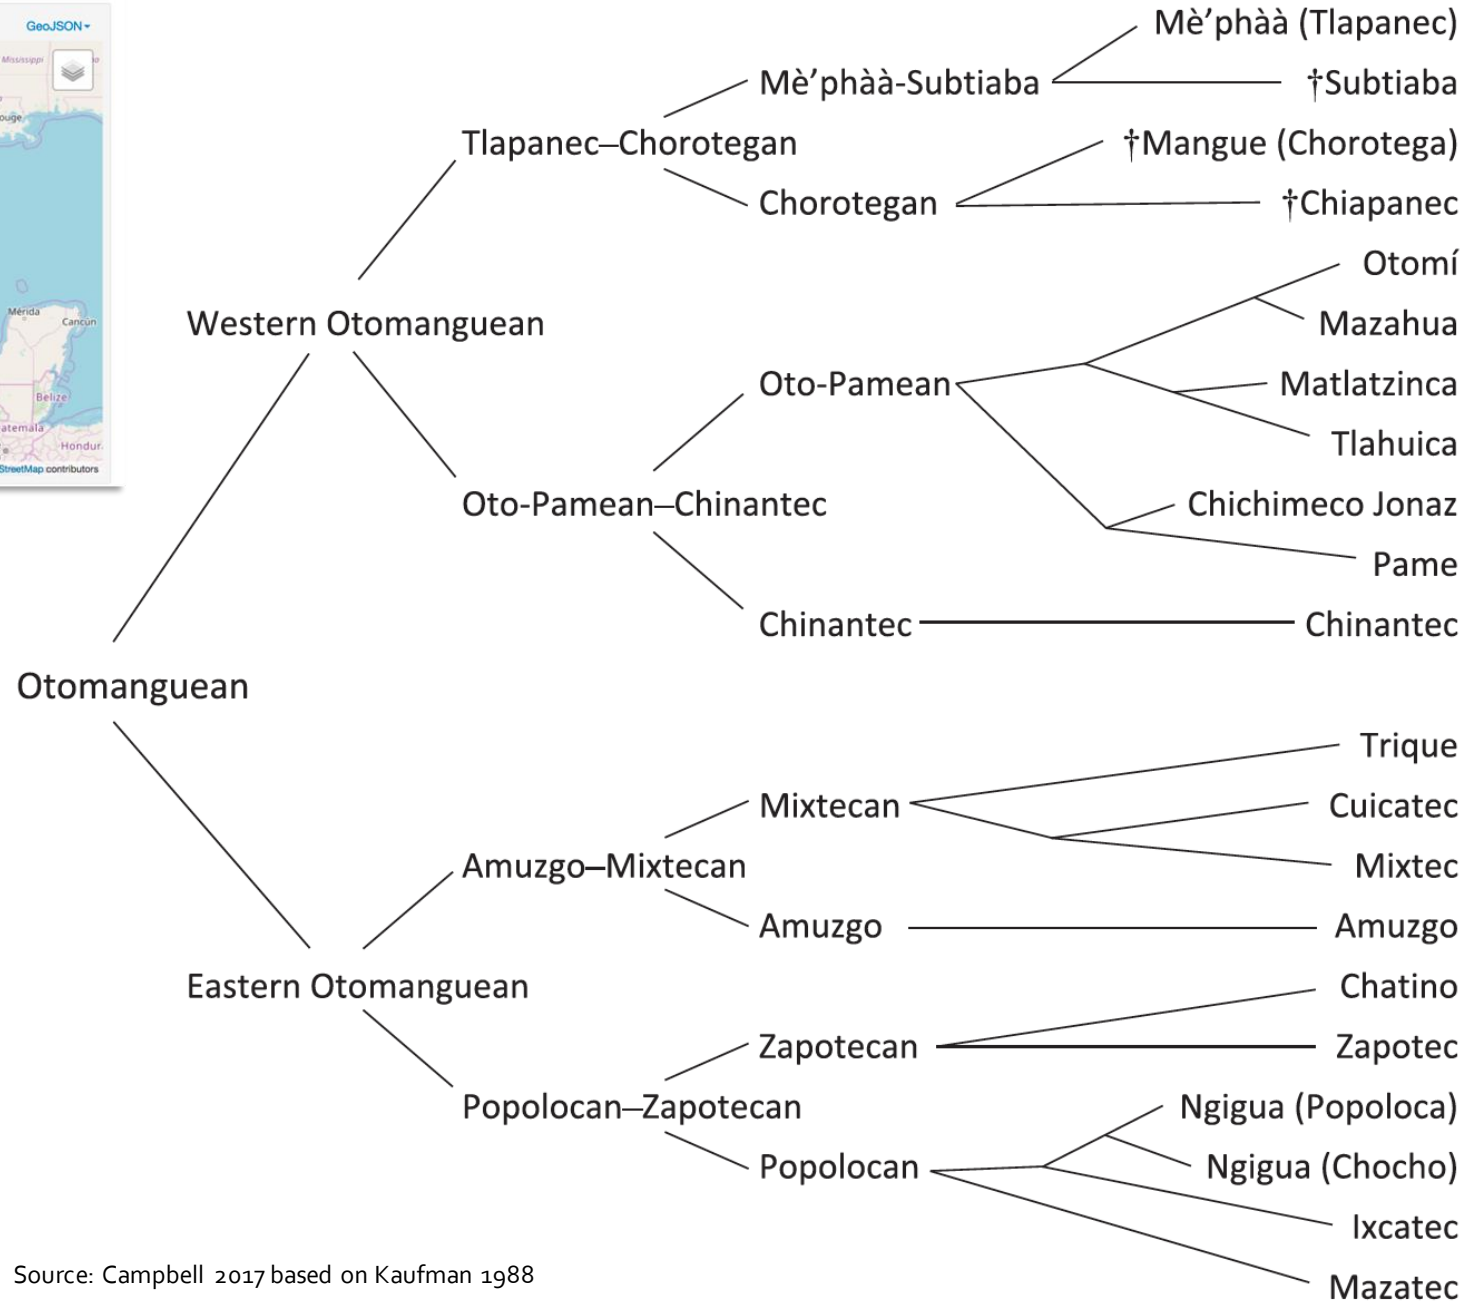 GeoJSON
Mississippi
ouge
Mérida
Cancún
Belize
atemala
Hondur
StreetMap contributors
Mè’phàà (Tlapanec)
Mè’phàà-Subtiaba
†Subtiaba
Tlapanec–Chorotegan
†Mangue (Chorotega)
Chorotegan
†Chiapanec
Otomí
Western Otomanguean
Mazahua
Oto-Pamean
Matlatzinca
Tlahuica
Oto-Pamean–Chinantec
Chichimeco Jonaz
Pame
Chinantec
Chinantec
Otomanguean
Trique
Mixtecan
Cuicatec
Amuzgo–Mixtecan
Mixtec
Amuzgo
Amuzgo
Eastern Otomanguean
Chatino
Zapotecan
Zapotec
Popolocan–Zapotecan
Ngigua (Popoloca)
Popolocan
Ngigua (Chocho)
Ixcatec
Source: Campbell 2017 based on Kaufman 1988
Mazatec